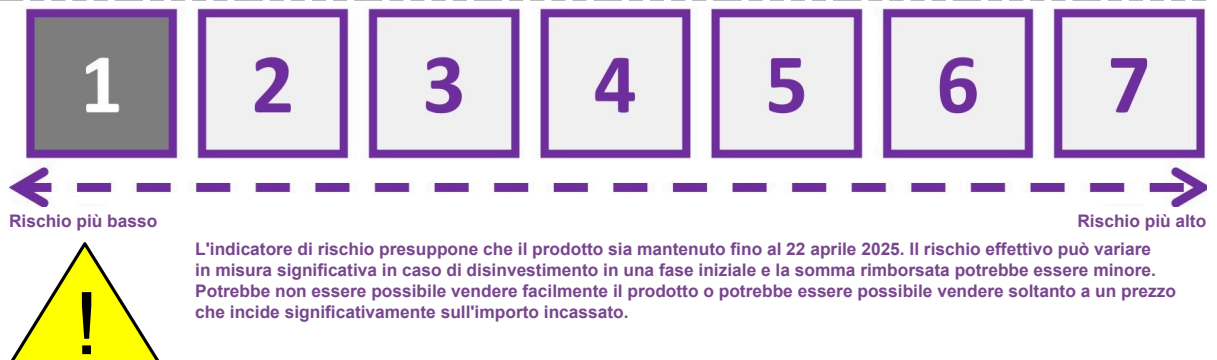 1 2 3 4 5 6 7
Rischio più basso Rischio più alto
L'indicatore di rischio presuppone che il prodotto sia mantenuto fino al 22 aprile 2025. Il rischio effettivo può variare
in misura significativa in caso di disinvestimento in una fase iniziale e la somma rimborsata potrebbe essere minore.
Potrebbe non essere possibile vendere facilmente il prodotto o potrebbe essere possibile vendere soltanto a un prezzo
che incide significativamente sull'importo incassato.
!